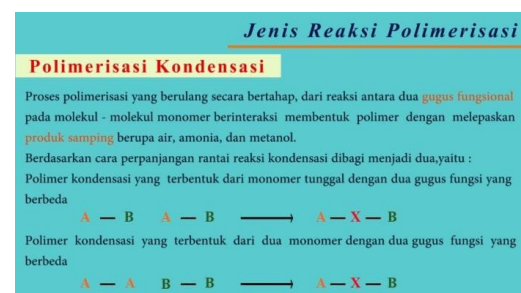 Jenis Reaksi Polimerisasi
Polimerisasi Kondensasi
Proses polimerisasi yang berulang secara bertahap, dari reaksi antara dua gugus fungsional
pada molekul - molekul monomer berinteraksi membentuk polimer dengan melepaskan
produk samping berupa air, amonia, dan metanol.
Berdasarkan cara perpanjangan rantai reaksi kondensasi dibagi menjadi dua,yaitu :
Polimer kondensasi yang terbentuk dari monomer tunggal dengan dua gugus fungsi yang
berbeda
A — B A — B ⟶ A — X — B
Polimer kondensasi yang terbentuk dari dua monomer dengan dua gugus fungsi yang
berbeda
A — A B — B ⟶ A — X — B